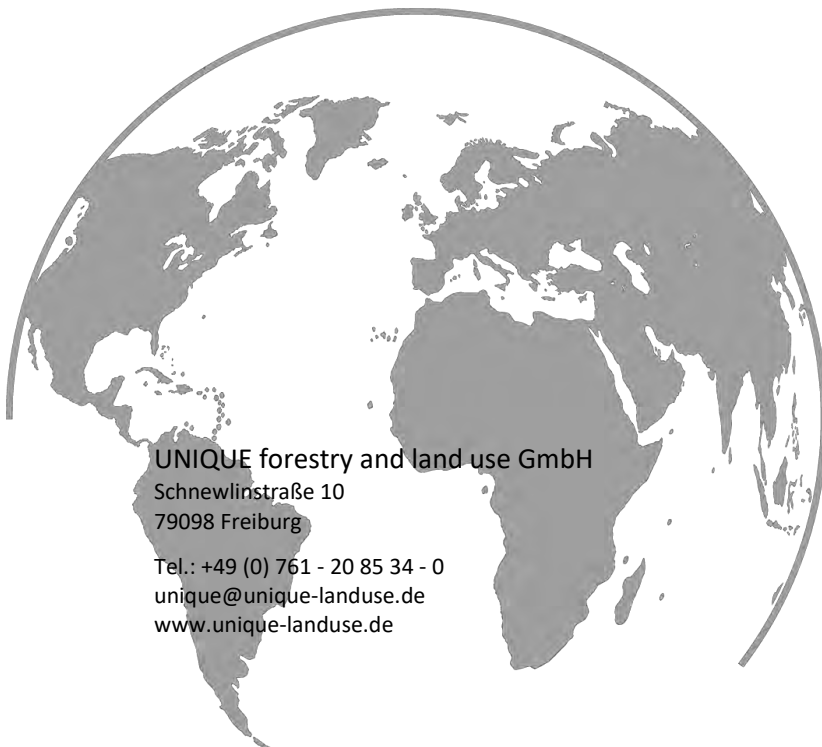 UNIQUE forestry and land use GmbH
Schnewlinstraße 10
79098 Freiburg
Tel.: +49 (0) 761 - 20 85 34 - 0
unique@unique-landuse.de
www.unique-landuse.de